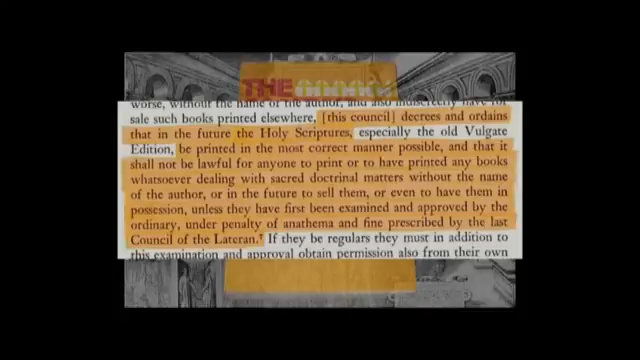 THE
worse, without the name of the author, and also indiscreetly have for
sale such books printed elsewhere, [this council] decrees and ordains
that in the future the Holy Scriptures, especially the old Vulgate
Edition, be printed in the most correct manner possible, and that it
shall not be lawful for anyone to print or to have printed any books
whatsoever dealing with sacred doctrinal matters without the name
of the author, or in the future to sell them, or even to have them in
possession, unless they have first been examined and approved by the
ordinary, under penalty of anathema and fine prescribed by the last
Council of the Lateran.⁷ If they be regulars they must in addition to
this examination and approval obtain permission also from their own